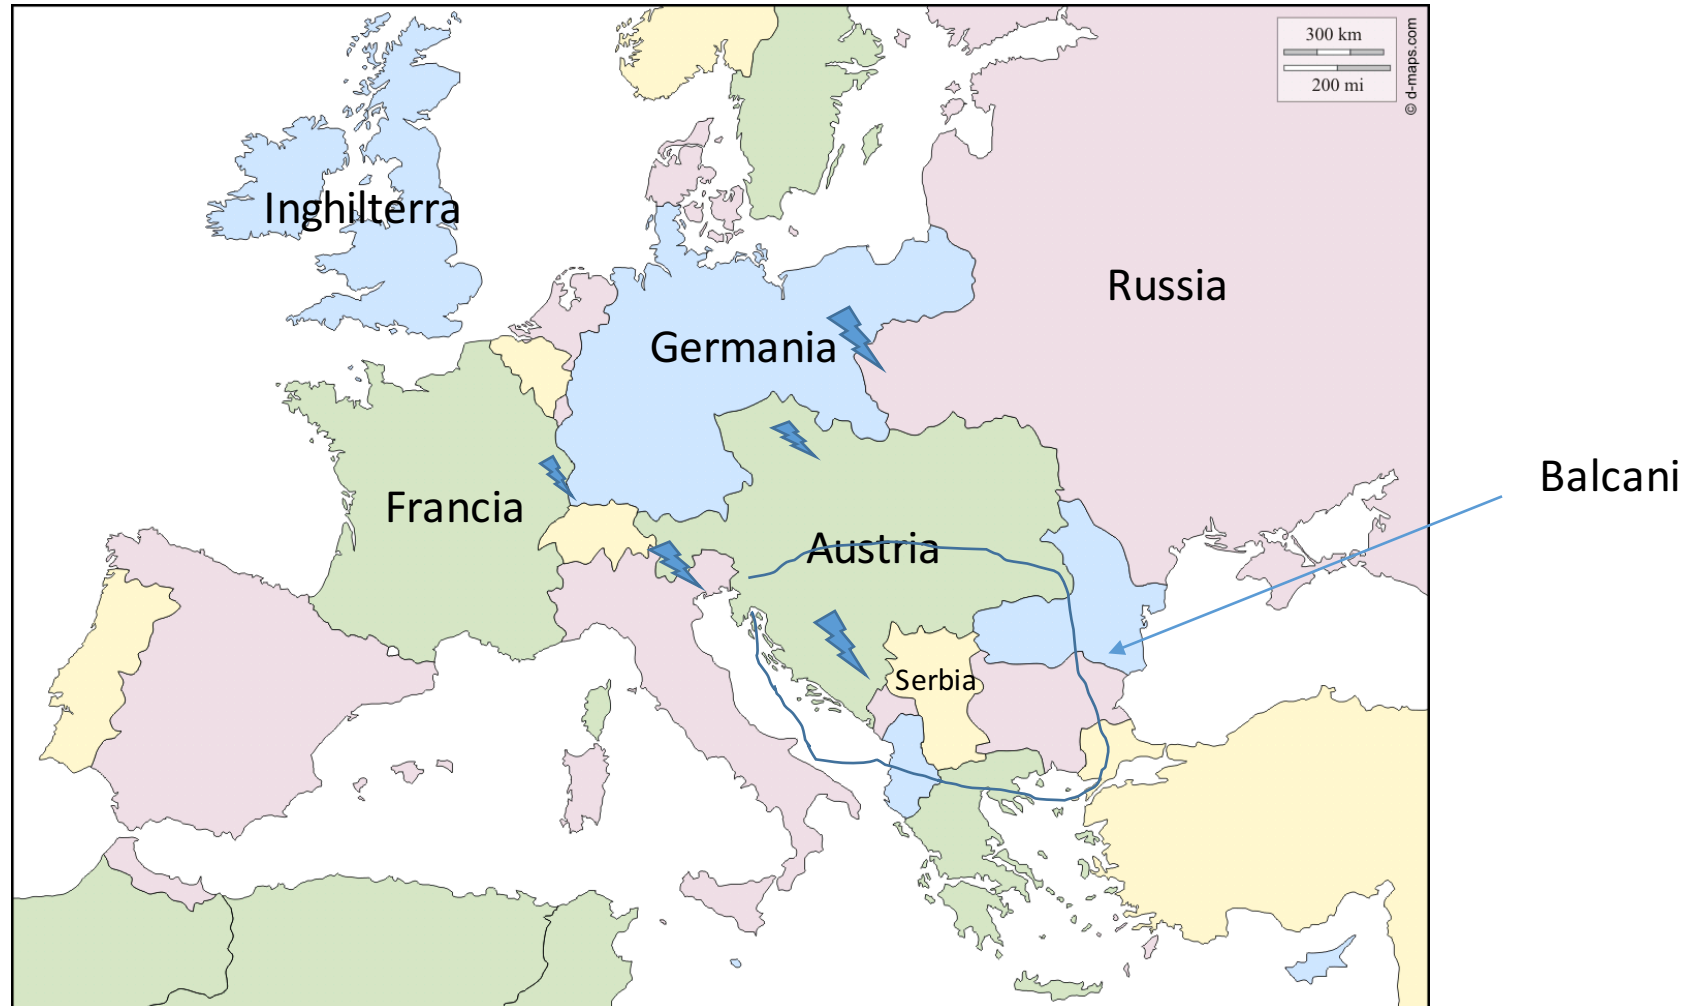 300 km
200 mi
© d-maps.com
Inghilterra
Russia
Germania
Balcani
Francia
Austria
Serbia